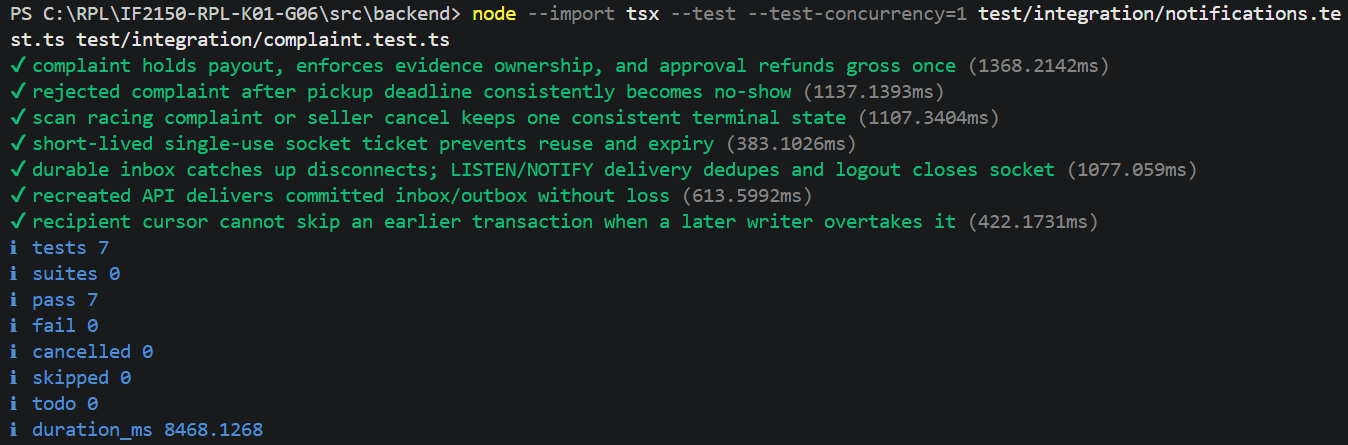 PS C:\RPL\IF2150-RPL-K01-G06\src\backend> node --import tsx --test --test-concurrency=1 test/integration/notifications.te
st.ts test/integration/complaint.test.ts
✔ complaint holds payout, enforces evidence ownership, and approval refunds gross once (1368.2142ms)
✔ rejected complaint after pickup deadline consistently becomes no-show (1137.1393ms)
✔ scan racing complaint or seller cancel keeps one consistent terminal state (1107.3404ms)
✔ short-lived single-use socket ticket prevents reuse and expiry (383.1026ms)
✔ durable inbox catches up disconnects; LISTEN/NOTIFY delivery dedupes and logout closes socket (1077.059ms)
✔ recreated API delivers committed inbox/outbox without loss (613.5992ms)
✔ recipient cursor cannot skip an earlier transaction when a later writer overtakes it (422.1731ms)
ℹ tests 7
ℹ suites 0
ℹ pass 7
ℹ fail 0
ℹ cancelled 0
ℹ skipped 0
ℹ todo 0
ℹ duration_ms 8468.1268